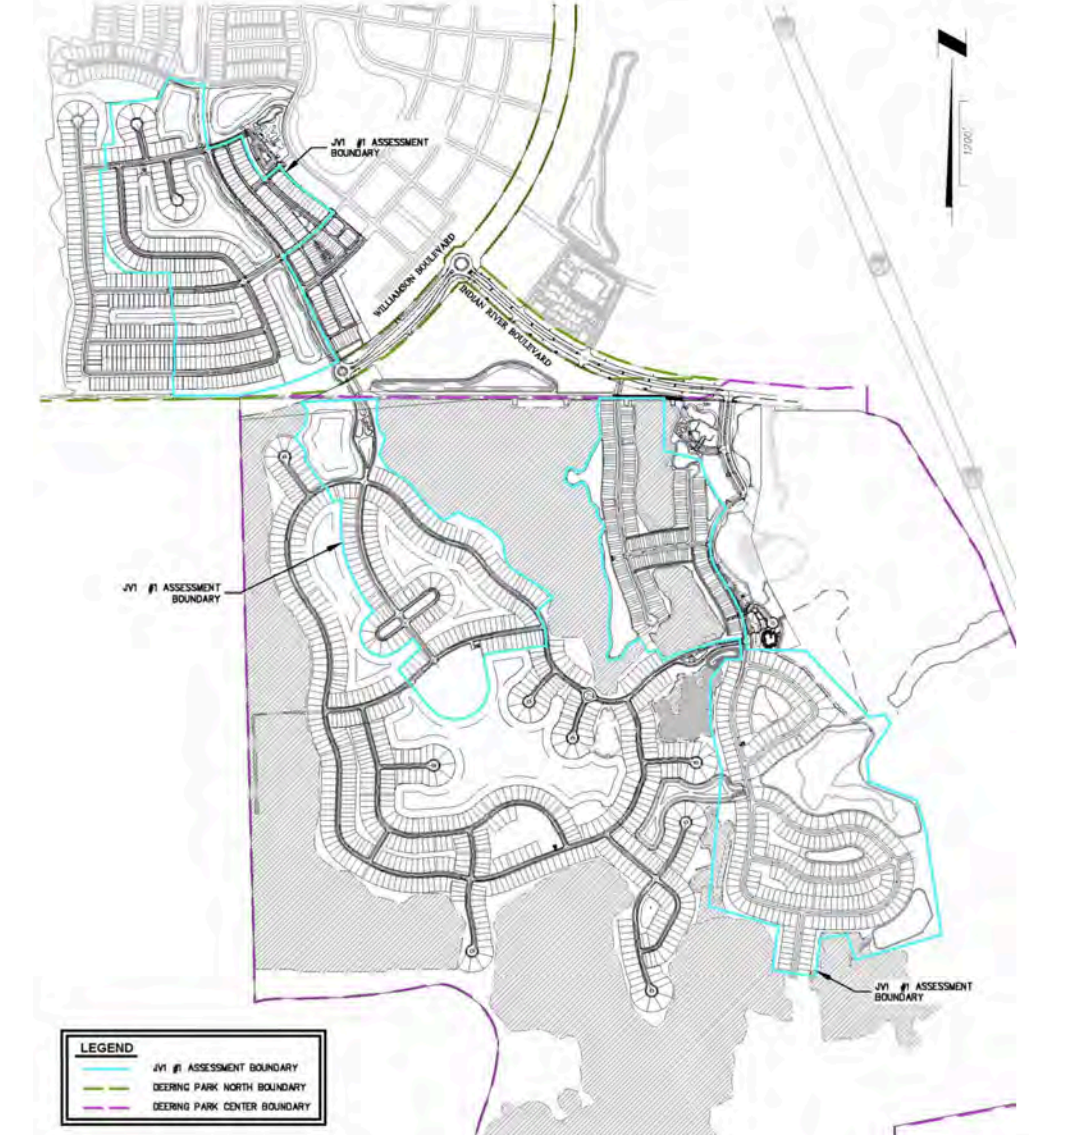 JV1 #1 ASSESSMENT
BOUNDARY
1200'
WILLIAMSON BOULEVARD
INDIAN RIVER BOULEVARD
JV1 #1 ASSESSMENT
BOUNDARY
JV1 #1 ASSESSMENT
BOUNDARY
LEGEND
JV1 #1 ASSESSMENT BOUNDARY
DEERING PARK NORTH BOUNDARY
DEERING PARK CENTER BOUNDARY